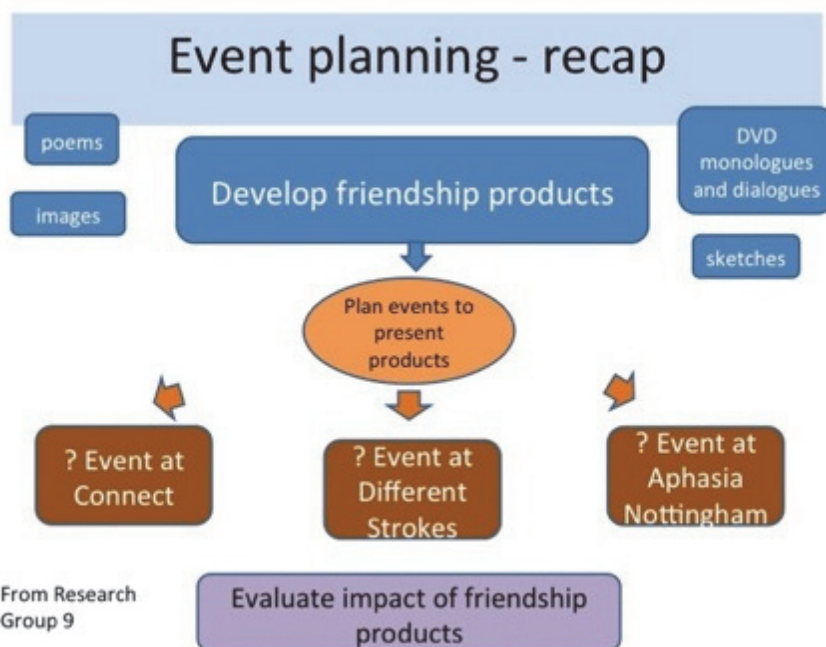 Event planning - recap
poems
images
Develop friendship products
DVD
monologues
and dialogues
sketches
Plan events to
present
products
? Event at
Connect
? Event at
Different
Strokes
? Event at
Aphasia
Nottingham
From Research
Group 9
Evaluate impact of friendship
products